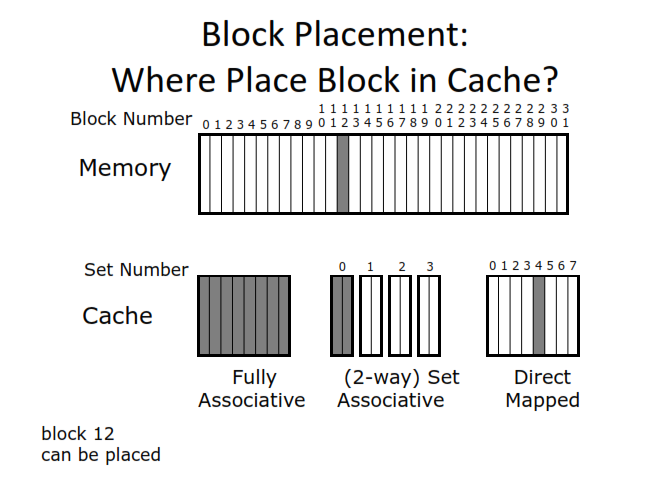 Block Placement:
Where Place Block in Cache?
Block Number 0 1 2 3 4 5 6 7 8 9 10 11 12 13 14 15 16 17 18 19 20 21 22 23 24 25 26 27 28 29 30 31
Memory
Set Number 0 1 2 3 0 1 2 3 4 5 6 7
Cache
Fully (2-way) Set Direct
Associative Associative Mapped
block 12
can be placed